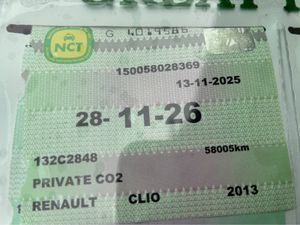 NCT
150058028369
13-11-2025
28-11-26
58005km
132C2848
PRIVATE CO2
RENAULT CLIO 2013